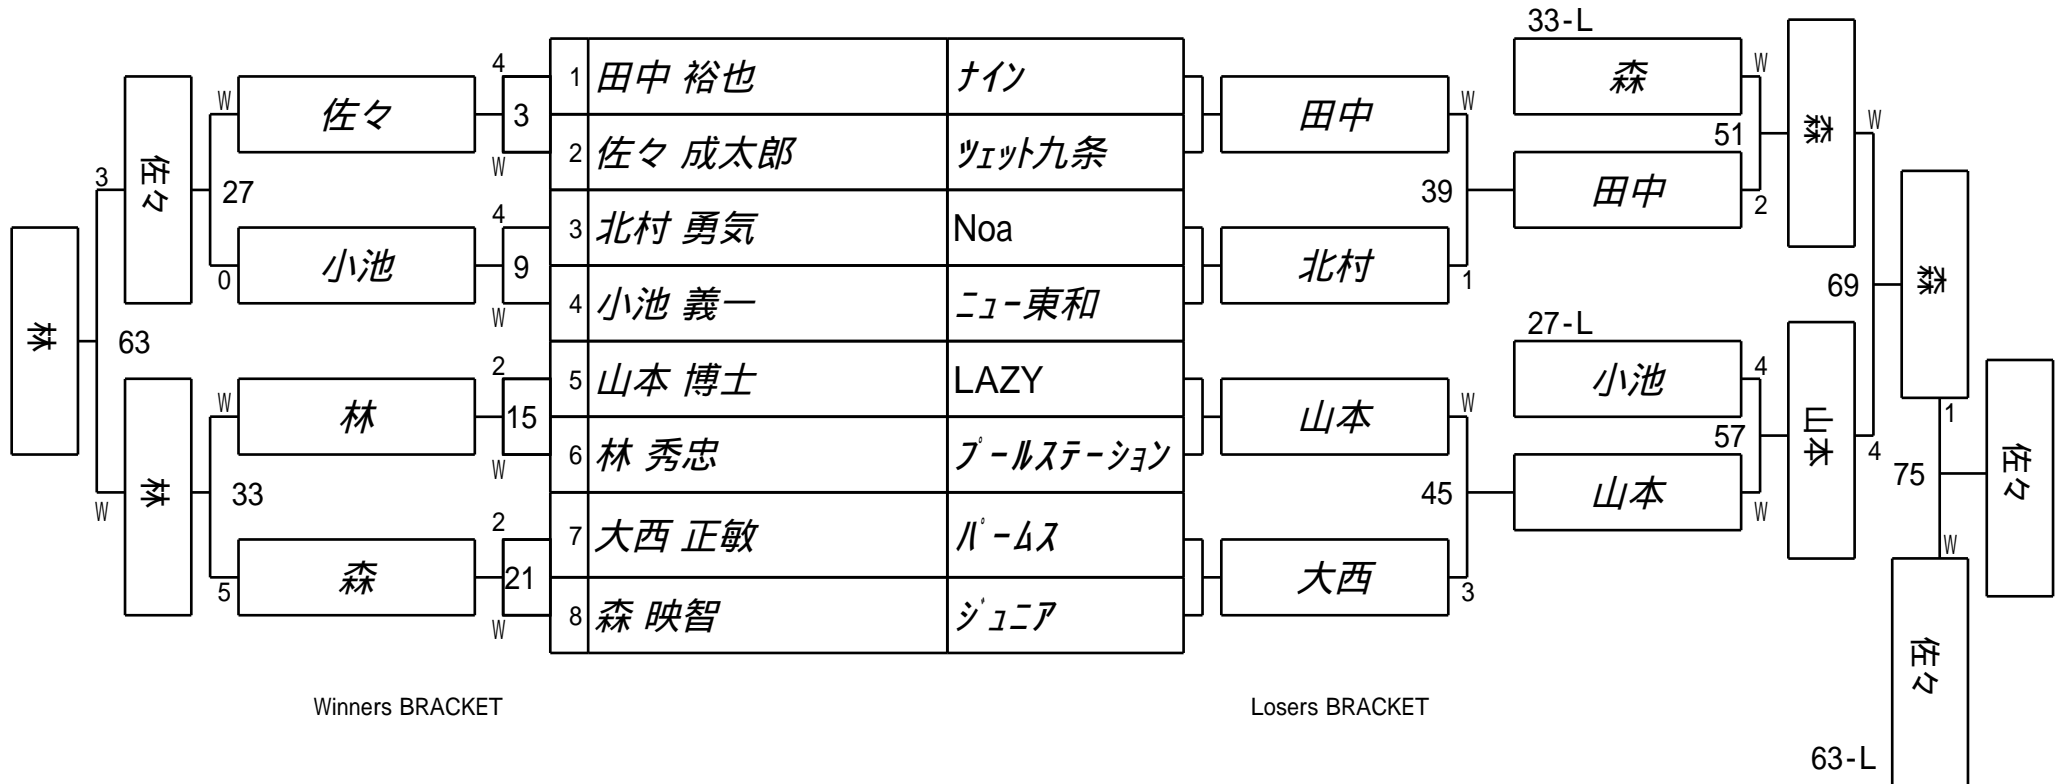 33-L
4
1 田中 裕也 ナイン
W 佐々 3
田中 W
森 W
2 佐々 成太郎 ツェット九条
W
51
森 W
3 佐々 27
39 田中 2
4
3 北村 勇気 Noa
森
0 小池 9
北村 1
69
4 小池 義一 ニュー東和
W
27-L
林 63
2
5 山本 博士 LAZY
小池 4
W 林 15
山本 W
57 山本 4
1
6 林 秀忠 プールステーション
W
W 林 33
45 山本 W
75 佐々
2
7 大西 正敏 パームス
W
5 森 21
大西 3
8 森 映智 ジュニア
W
佐々
Winners BRACKET
Losers BRACKET
63-L